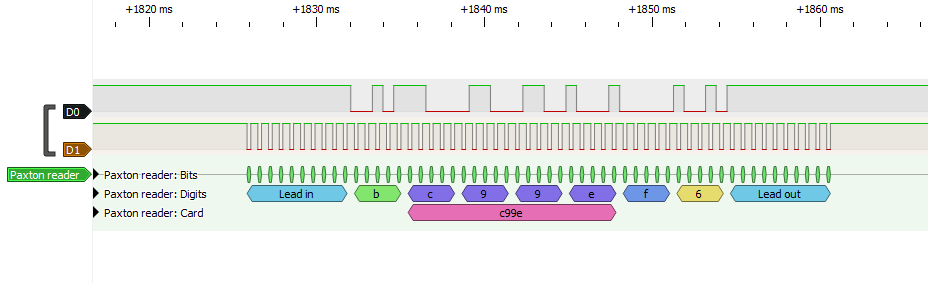 +1820 ms +1830 ms +1840 ms +1850 ms +1860 ms
D0
D1
Paxton reader Paxton reader: Bits
Paxton reader: Digits Lead in b c 9 9 e f 6 Lead out
Paxton reader: Card c99e